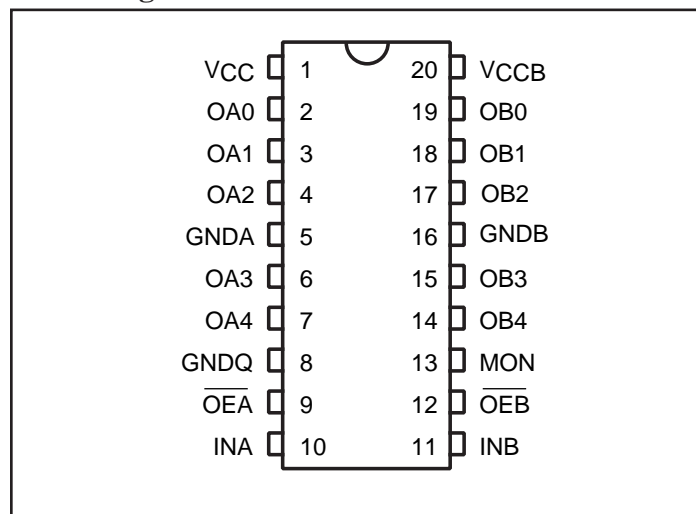 VCC 1 20 VCCB
OA0 2 19 OB0
OA1 3 18 OB1
OA2 4 17 OB2
GNDA 5 16 GNDB
OA3 6 15 OB3
OA4 7 14 OB4
GNDQ 8 13 MON
OEA 9 12 OEB
INA 10 11 INB